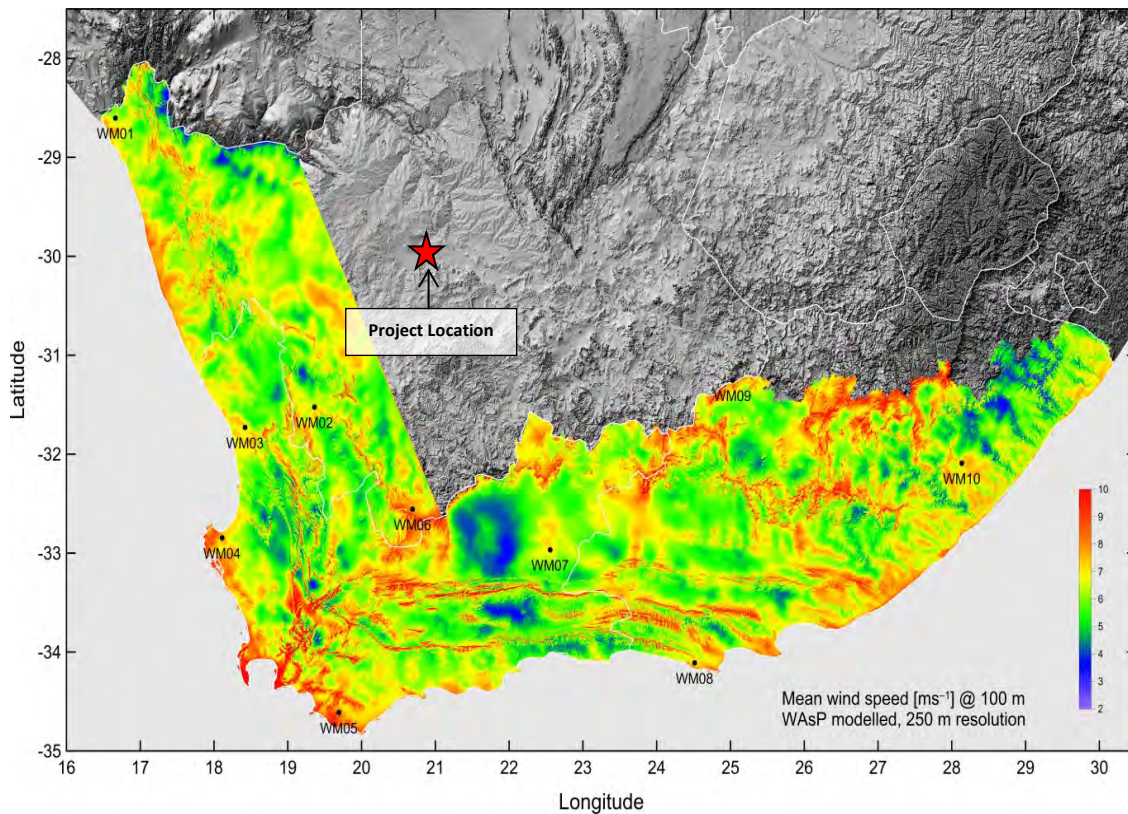 -28
-29
-30
-31
-32
-33
-34
-35
Latitude
WM01
Project Location
WM02
WM03
WM09
WM10
WM06
WM04
WM07
WM08
WM05
10
9
8
7
6
5
4
3
2
Mean wind speed [ms⁻¹] @ 100 m
WAsP modelled, 250 m resolution
16 17 18 19 20 21 22 23 24 25 26 27 28 29 30
Longitude